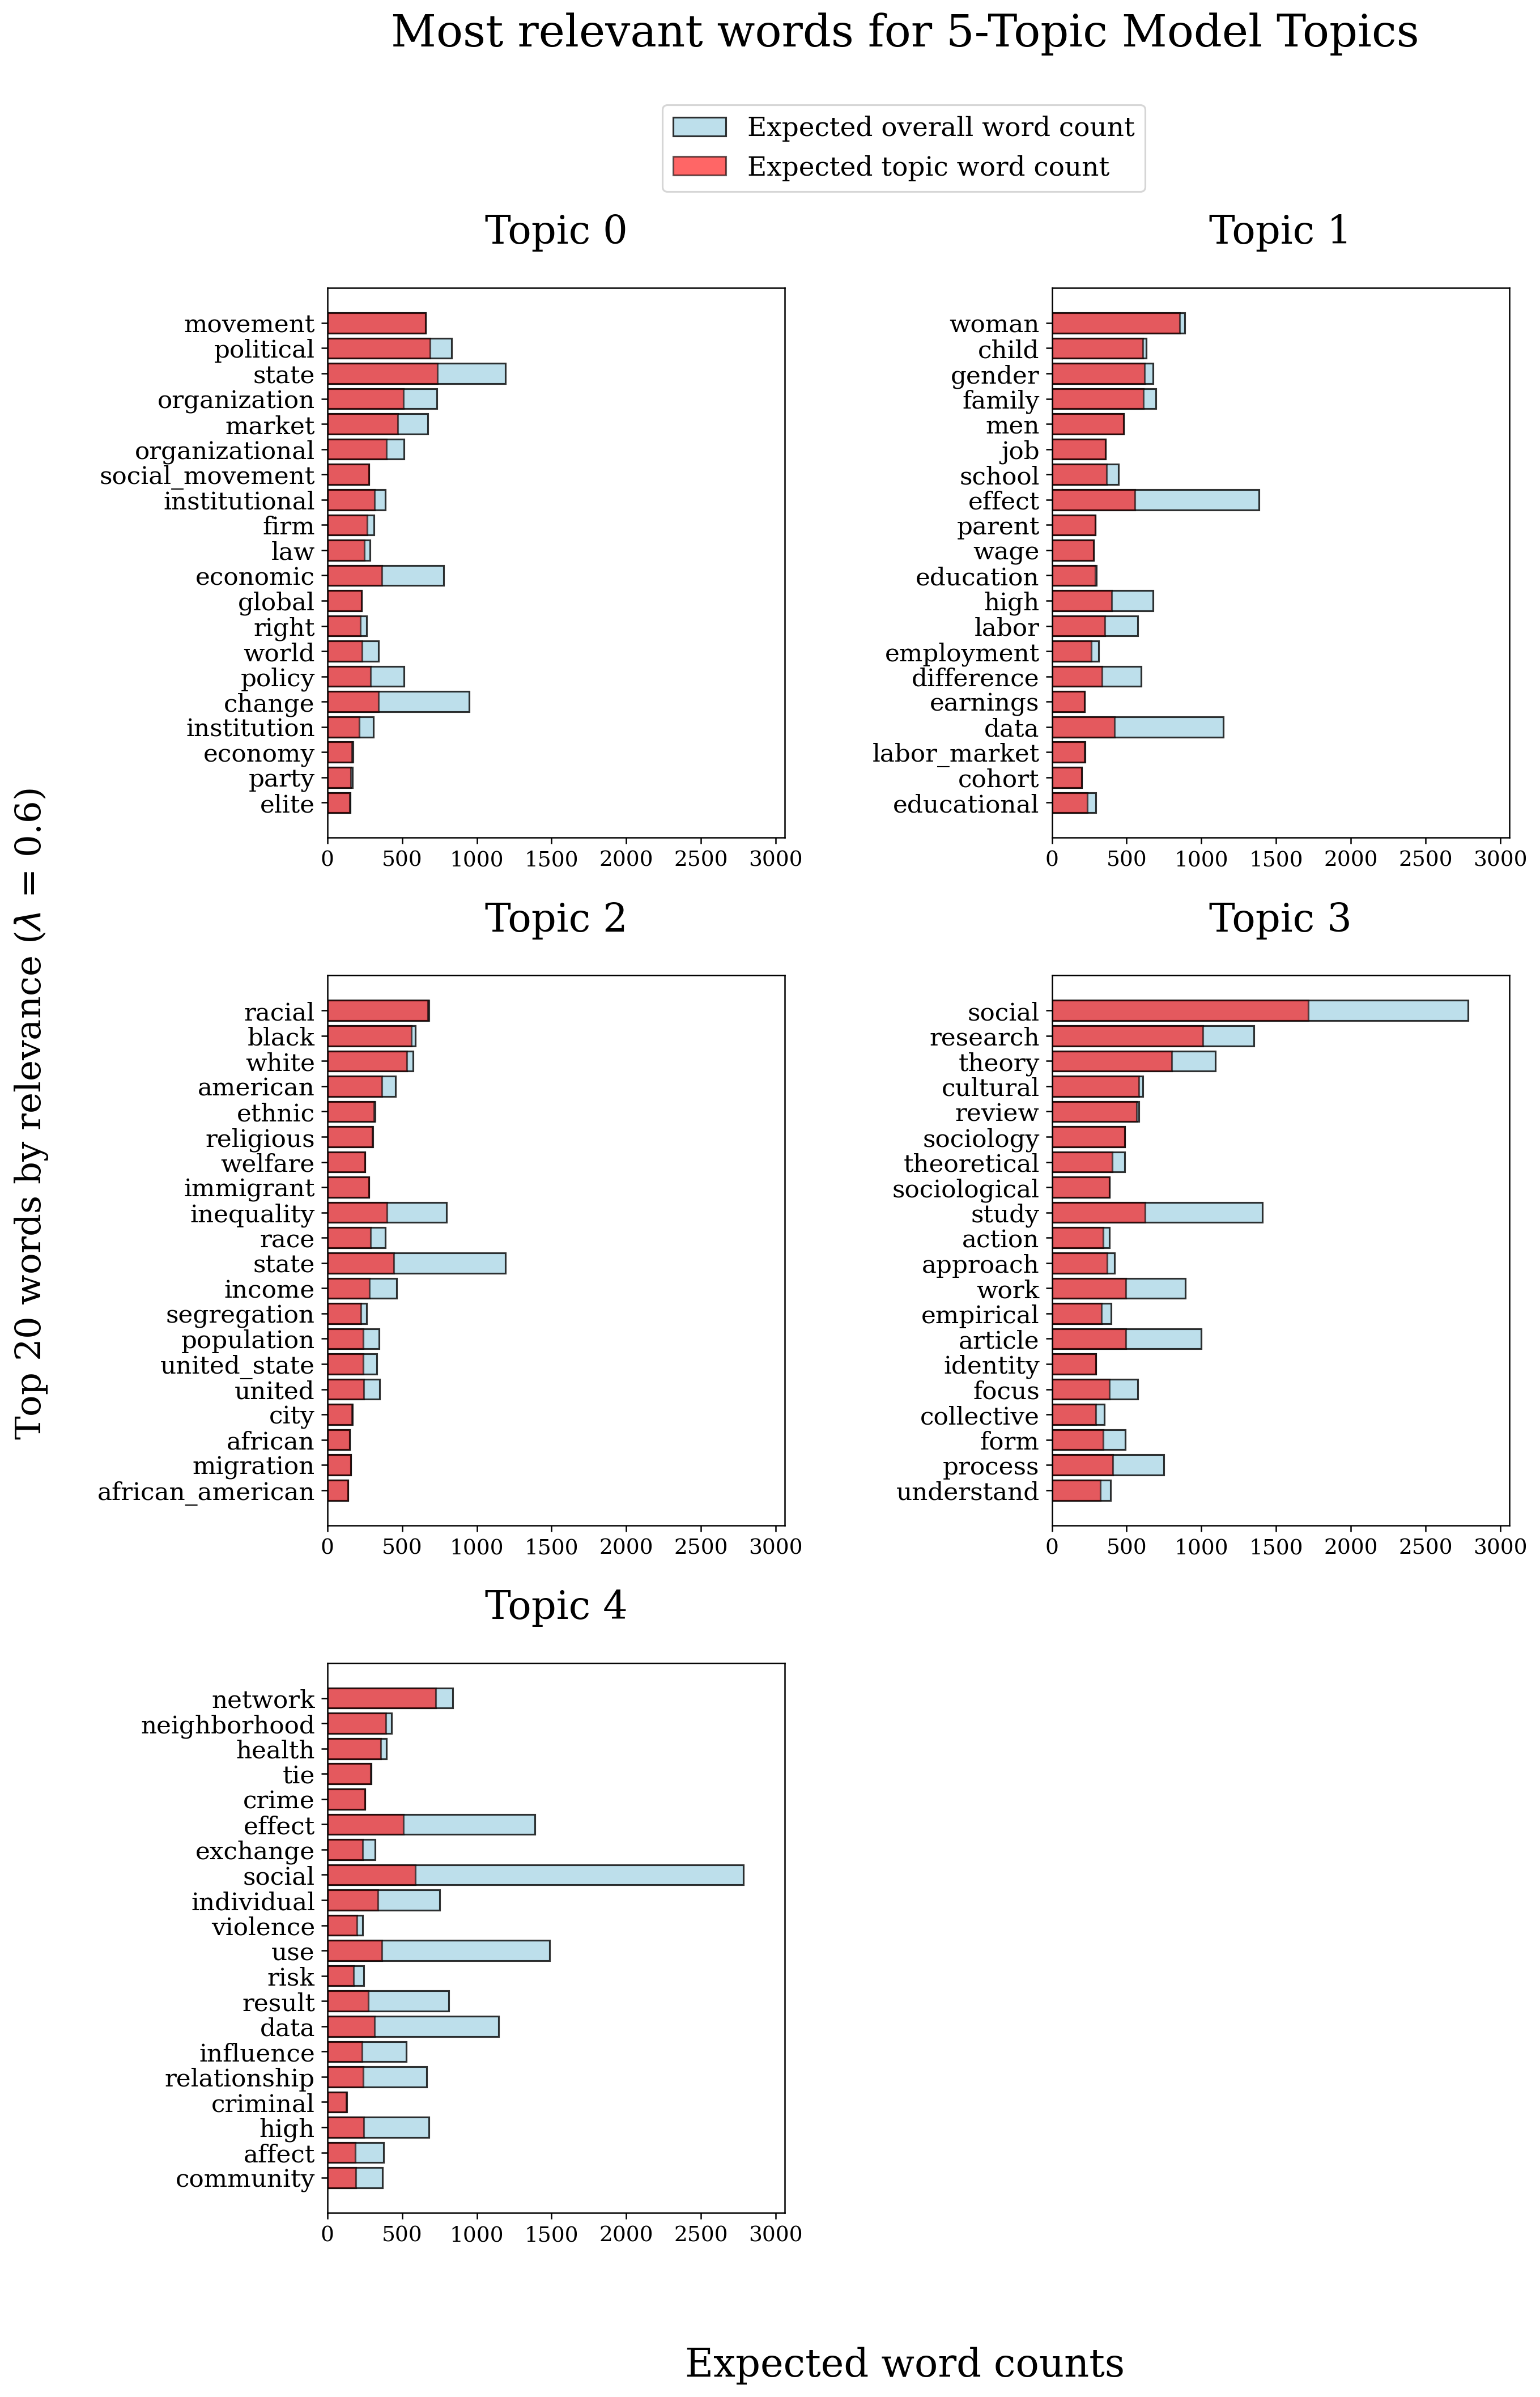 Most relevant words for 5-Topic Model Topics
Expected overall word count
Expected topic word count
Topic 0
movement
political
state
organization
market
organizational
social_movement
institutional
firm
law
economic
global
right
world
policy
change
institution
economy
party
elite
0 500 1000 1500 2000 2500 3000
Topic 1
woman
child
gender
family
men
job
school
effect
parent
wage
education
high
labor
employment
difference
earnings
data
labor_market
cohort
educational
0 500 1000 1500 2000 2500 3000
Top 20 words by relevance (λ = 0.6)
Topic 2
racial
black
white
american
ethnic
religious
welfare
immigrant
inequality
race
state
income
segregation
population
united_state
united
city
african
migration
african_american
0 500 1000 1500 2000 2500 3000
Topic 3
social
research
theory
cultural
review
sociology
theoretical
sociological
study
action
approach
work
empirical
article
identity
focus
collective
form
process
understand
0 500 1000 1500 2000 2500 3000
Topic 4
network
neighborhood
health
tie
crime
effect
exchange
social
individual
violence
use
risk
result
data
influence
relationship
criminal
high
affect
community
0 500 1000 1500 2000 2500 3000
Expected word counts